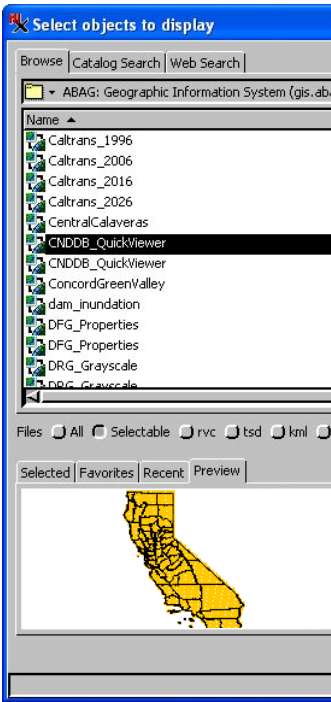 Select objects to display
Browse Catalog Search Web Search
ABAG: Geographic Information System (gis.aba
Name
Caltrans_1996
Caltrans_2006
Caltrans_2016
Caltrans_2026
CentralCalaveras
CNDDB_QuickViewer
CNDDB_QuickViewer
ConcordGreenValley
dam_inundation
DFG_Properties
DFG_Properties
DRG_Grayscale
DRG_Grayscale
Files All Selectable rvc tsd kml
Selected Favorites Recent Preview